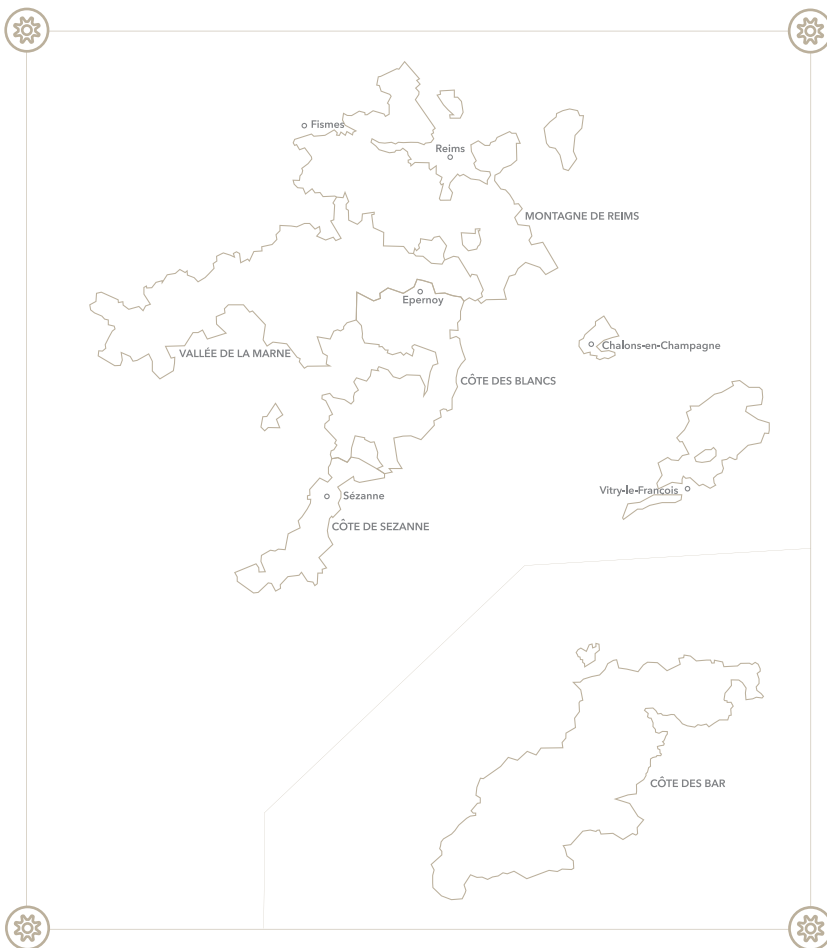 Fismes
Reims
MONTAGNE DE REIMS
Epernoy
Chalons-en-Champagne
VALLÉE DE LA MARNE
CÔTE DES BLANCS
Vitry-le-Francois
Sézanne
CÔTE DE SEZANNE
CÔTE DES BAR